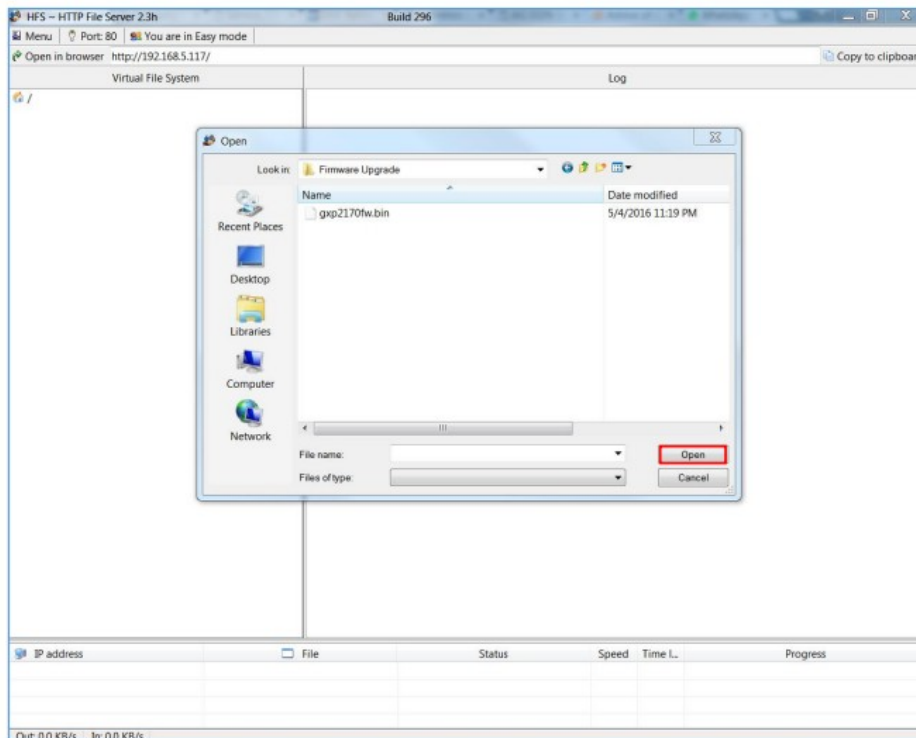 HFS ~ HTTP File Server 2.3h Build 296
Menu Port: 80 You are in Easy mode
Open in browser http://192.168.5.117/ Copy to clipboar
Virtual File System Log
/
Open
Look in: Firmware Upgrade
Name Date modified
gxp2170fw.bin 5/4/2016 11:19 PM
Recent Places
Desktop
Libraries
Computer
Network
File name: Open
Files of type: Cancel
IP address File Status Speed Time l... Progress
Out: 0.0 KB/s In: 0.0 KB/s